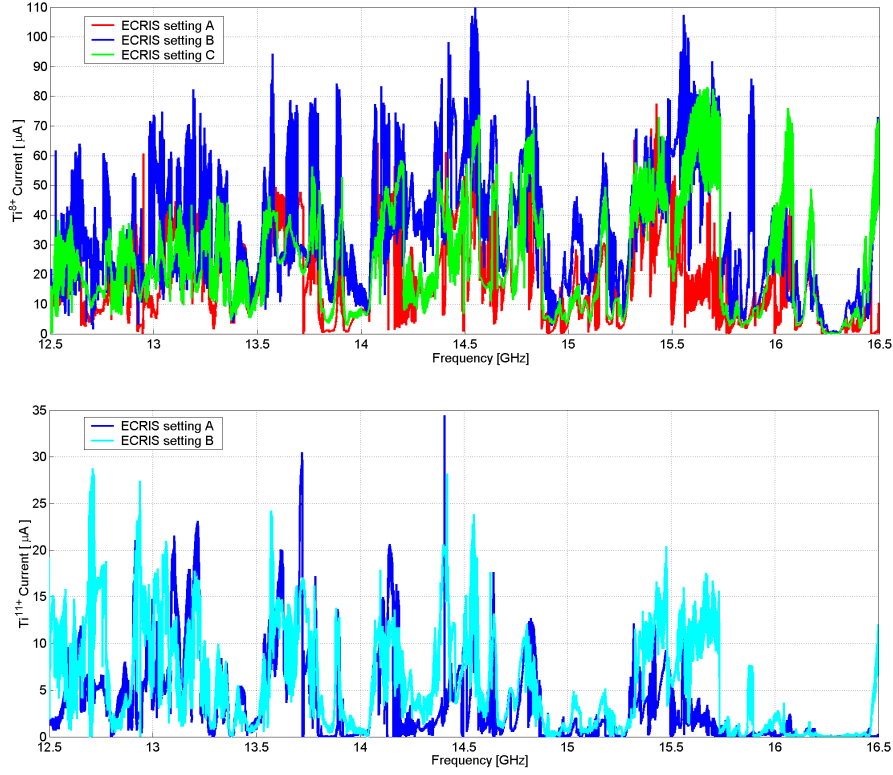 110
100
90
80
70
60
50
40
30
20
10
0
Ti8+ Current [ μA ]
ECRIS setting A
ECRIS setting B
ECRIS setting C
12.5 13 13.5 14 14.5 15 15.5 16 16.5
Frequency [GHz]
35
30
25
20
15
10
5
0
Ti11+ Current [ μA ]
ECRIS setting A
ECRIS setting B
12.5 13 13.5 14 14.5 15 15.5 16 16.5
Frequency [GHz]